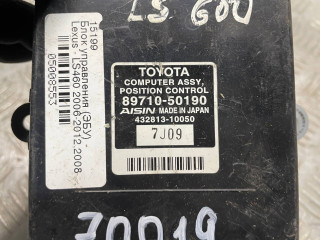 LS 600
15199
Блок управления (ЭБУ) -
Lexus - LS460 2006-2012.2008.
05008553
TOYOTA
COMPUTER ASSY,
POSITION CONTROL
89710-50190
AISIN MADE IN JAPAN
432813-10050
7J09
70019